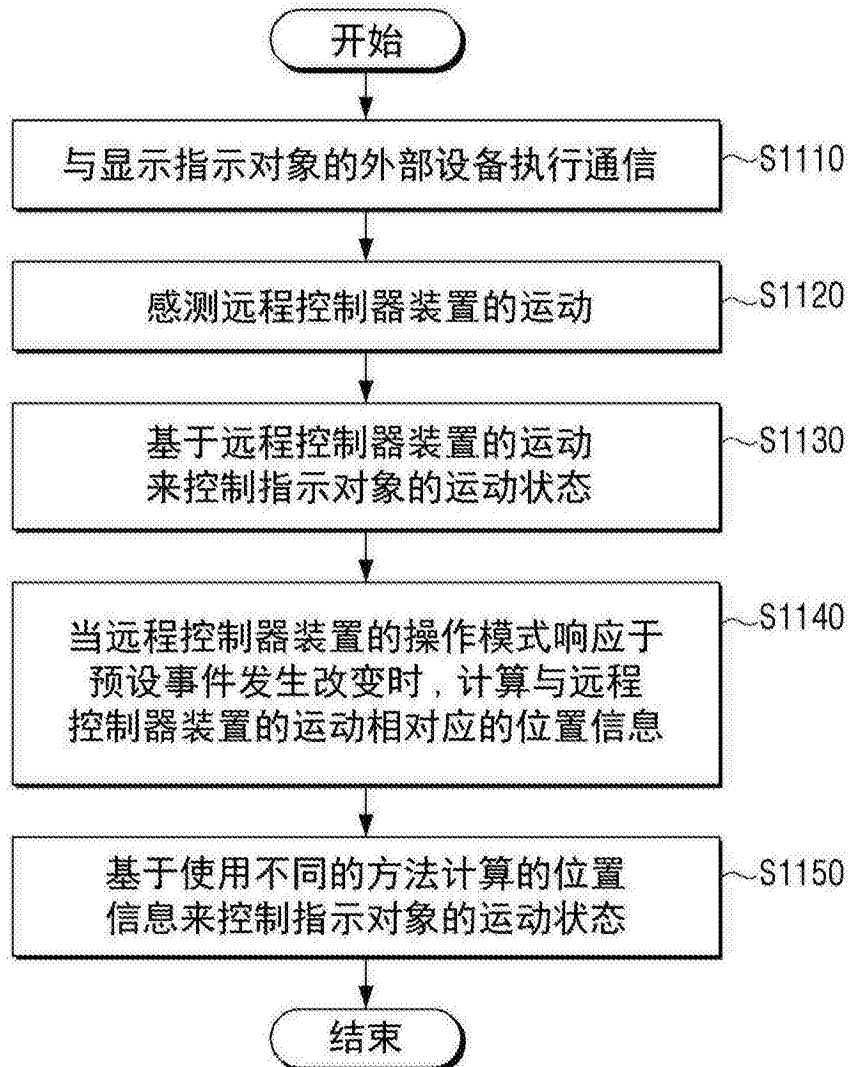 开始
与显示指示对象的外部设备执行通信
S1110
感测远程控制器装置的运动
S1120
基于远程控制器装置的运动
来控制指示对象的运动状态
S1130
当远程控制器装置的操作模式响应于
预设事件发生改变时,计算与远程
控制器装置的运动相对应的位置信息
S1140
基于使用不同的方法计算的位置
信息来控制指示对象的运动状态
S1150
结束